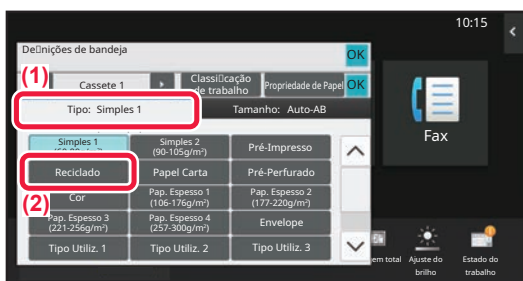 10:15
De▯nições de bandeja
OK
(1)
Cassete 1
Classi▯cação
de trabalho
Propriedade de Papel
OK
Tipo: Simples 1
Tamanho: Auto-AB
Simples 1
Simples 2
(90-105g/m²)
Pré-Impresso
Reciclado
Papel Carta
Pré-Perfurado
(2)
Cor
Pap. Espesso 1
(106-176g/m²)
Pap. Espesso 2
(177-220g/m²)
Pap. Espesso 3
(221-256g/m²)
Pap. Espesso 4
(257-300g/m²)
Envelope
Tipo Utiliz. 1
Tipo Utiliz. 2
Tipo Utiliz. 3
Fax
em total
Ajuste do
brilho
Estado do
trabalho